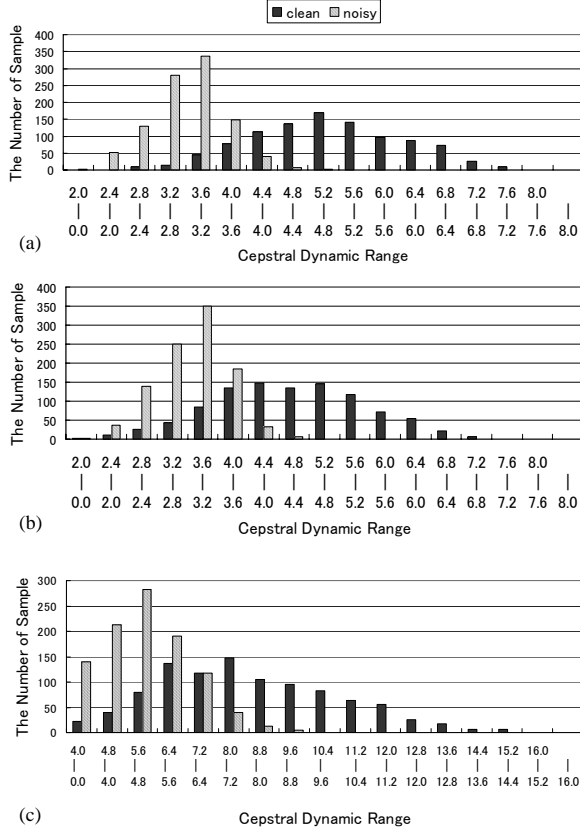 clean noisy
The Number of Sample
400
350
300
250
200
150
100
50
0
2.0 2.4 2.8 3.2 3.6 4.0 4.4 4.8 5.2 5.6 6.0 6.4 6.8 7.2 7.6 8.0
| | | | | | | | | | | | | | | | |
0.0 2.0 2.4 2.8 3.2 3.6 4.0 4.4 4.8 5.2 5.6 6.0 6.4 6.8 7.2 7.6 8.0
(a)
Cepstral Dynamic Range
The Number of Sample
400
350
300
250
200
150
100
50
0
2.0 2.4 2.8 3.2 3.6 4.0 4.4 4.8 5.2 5.6 6.0 6.4 6.8 7.2 7.6 8.0
| | | | | | | | | | | | | | | | |
0.0 2.0 2.4 2.8 3.2 3.6 4.0 4.4 4.8 5.2 5.6 6.0 6.4 6.8 7.2 7.6 8.0
(b)
Cepstral Dynamic Range
The Number of Sample
300
250
200
150
100
50
0
4.0 4.8 5.6 6.4 7.2 8.0 8.8 9.6 10.4 11.2 12.0 12.8 13.6 14.4 15.2 16.0
| | | | | | | | | | | | | | | | |
0.0 4.0 4.8 5.6 6.4 7.2 8.0 8.8 9.6 10.4 11.2 12.0 12.8 13.6 14.4 15.2 16.0
(c)
Cepstral Dynamic Range